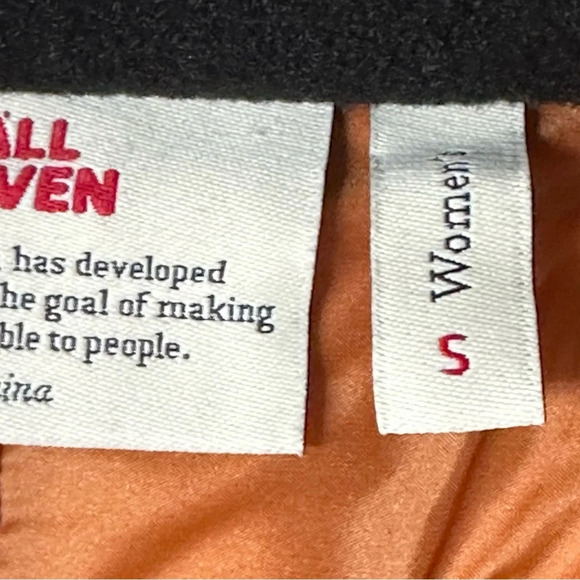 ÄLL
VEN
has developed
he goal of making
ble to people.
ina
Women's
S